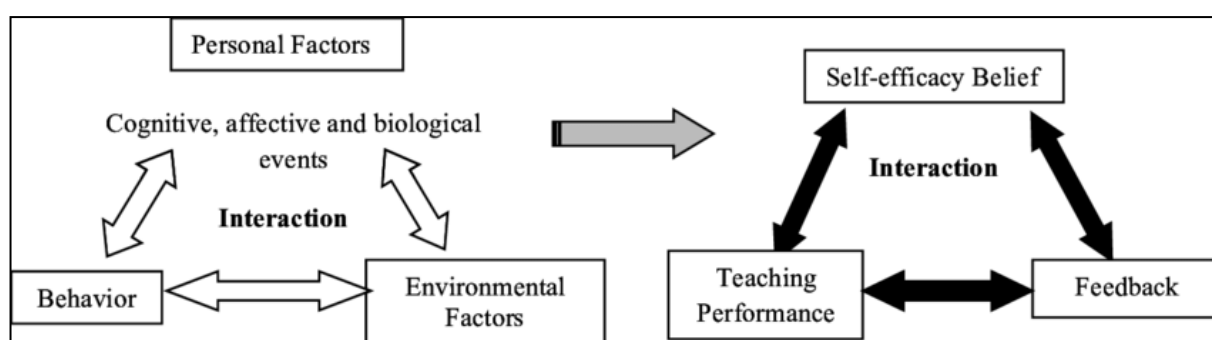 Personal Factors
Cognitive, affective and biological
events
Interaction
Behavior
Environmental
Factors
Self-efficacy Belief
Interaction
Teaching
Performance
Feedback